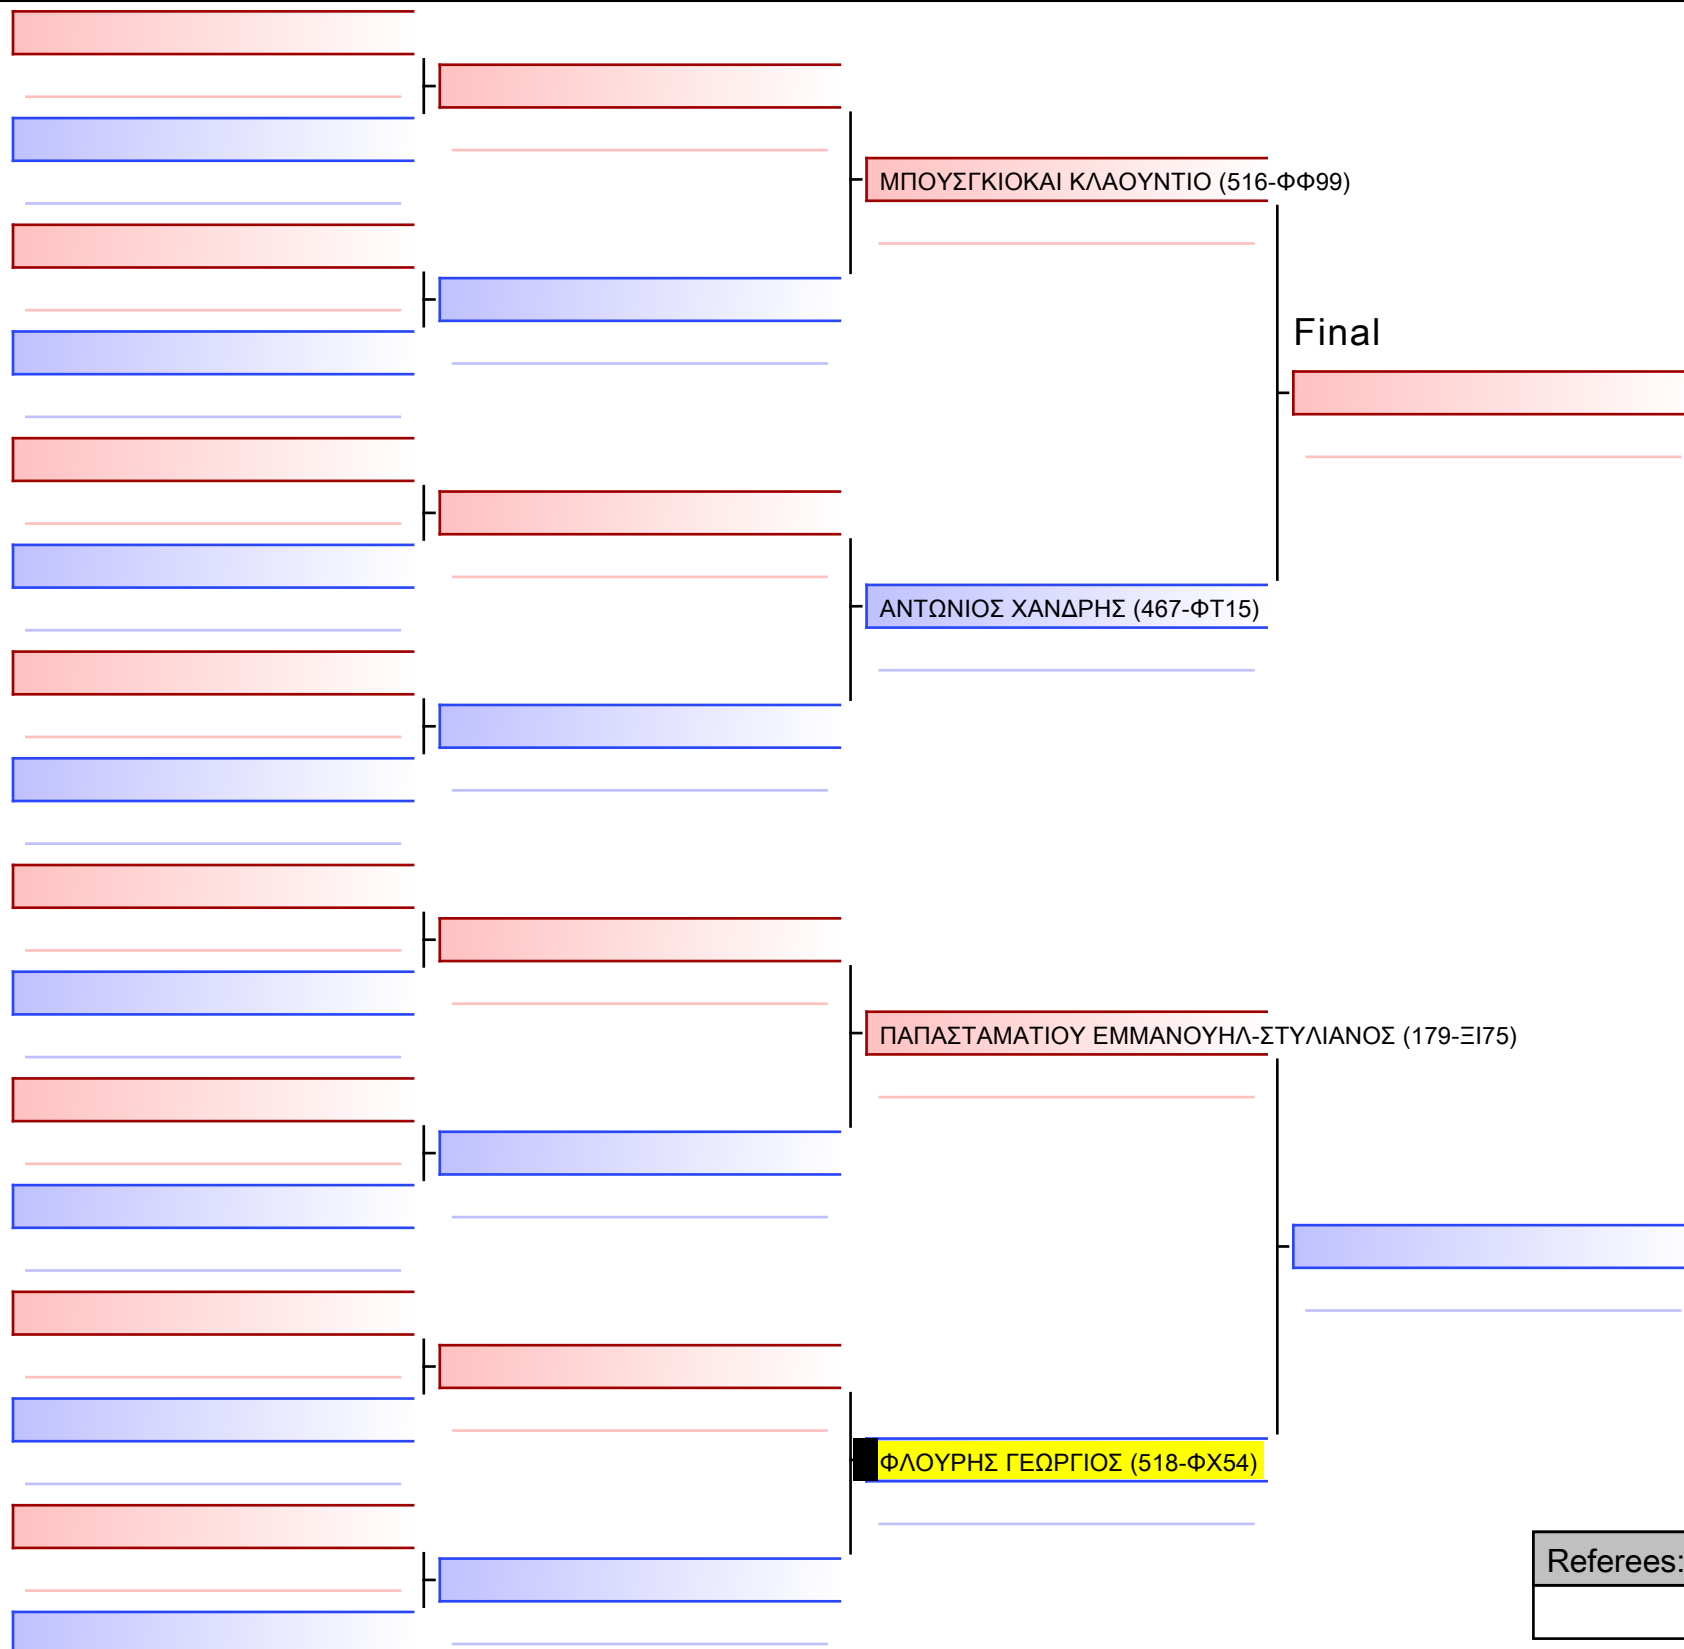 ΜΠΟΥΣΓΚΙΟΚΑΙ ΚΛΑΟΥΝΤΙΟ (516-ΦΦ99)
Final
ΑΝΤΩΝΙΟΣ ΧΑΝΔΡΗΣ (467-ΦΤ15)
ΠΑΠΑΣΤΑΜΑΤΙΟΥ ΕΜΜΑΝΟΥΗΛ-ΣΤΥΛΙΑΝΟΣ (179-ΞΙ75)
ΦΛΟΥΡΗΣ ΓΕΩΡΓΙΟΣ (518-ΦΧ54)
Referees: